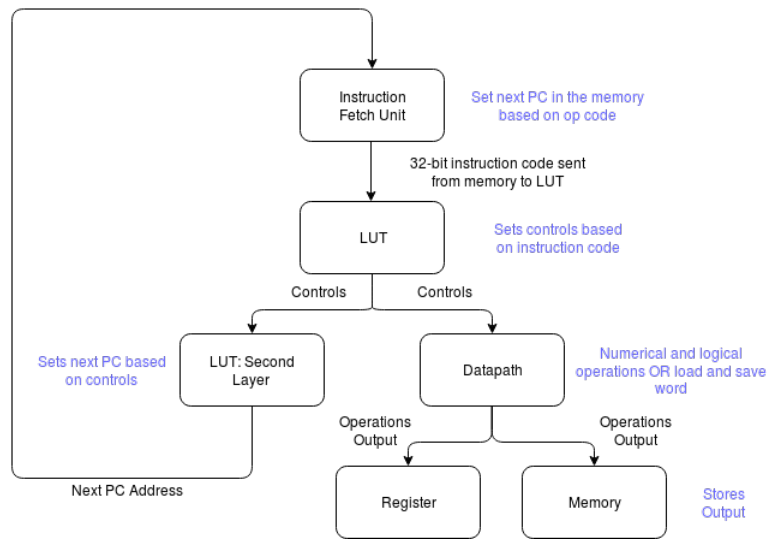 Instruction
Fetch Unit
Set next PC in the memory
based on op code
32-bit instruction code sent
from memory to LUT
LUT
Sets controls based
on instruction code
Controls
Controls
Sets next PC based
on controls
LUT: Second
Layer
Datapath
Numerical and logical
operations OR load and save
word
Operations
Output
Operations
Output
Next PC Address
Register
Memory
Stores
Output